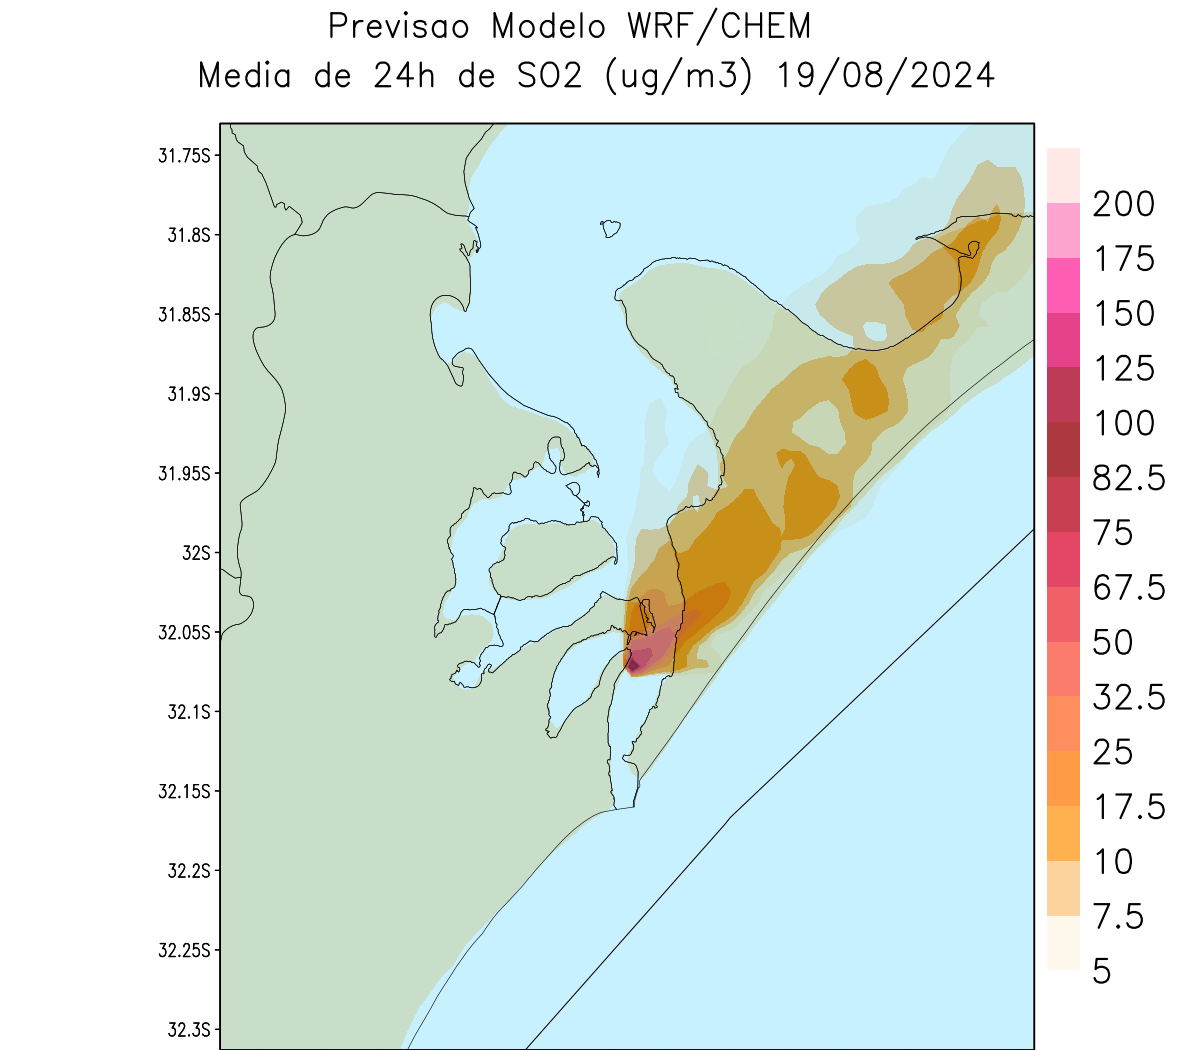 Previsao Modelo WRF/CHEM
Media de 24h de SO2 (ug/m3) 19/08/2024
31.75S
31.8S
31.85S
31.9S
31.95S
32S
32.05S
32.1S
32.15S
32.2S
32.25S
32.3S
200
175
150
125
100
82.5
75
67.5
50
32.5
25
17.5
10
7.5
5